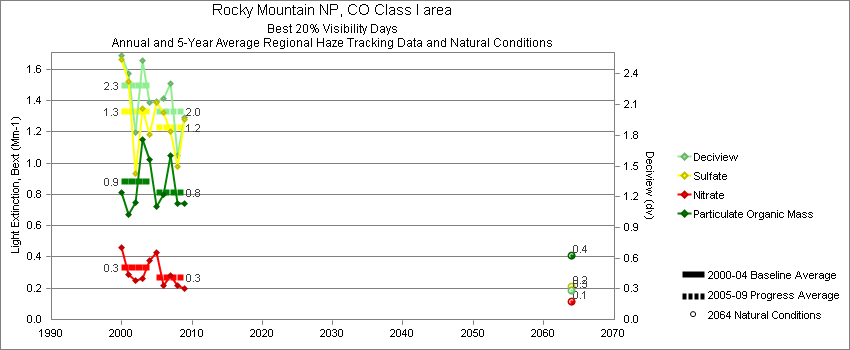 Rocky Mountain NP, CO Class I area
Best 20% Visibility Days
Annual and 5-Year Average Regional Haze Tracking Data and Natural Conditions
Light Extinction, Bext (Mm-1)
1.6
1.4
1.2
1.0
0.8
0.6
0.4
0.2
0.0
2.3
1.3
0.9
0.3
2.0
1.2
0.8
0.3
0.4
0.2
0.3
0.1
2.4
2.1
1.8
1.5
1.2
0.9
0.6
0.3
0.0
Deciview (dv)
1990 2000 2010 2020 2030 2040 2050 2060 2070
Deciview
Sulfate
Nitrate
Particulate Organic Mass
2000-04 Baseline Average
2005-09 Progress Average
2064 Natural Conditions